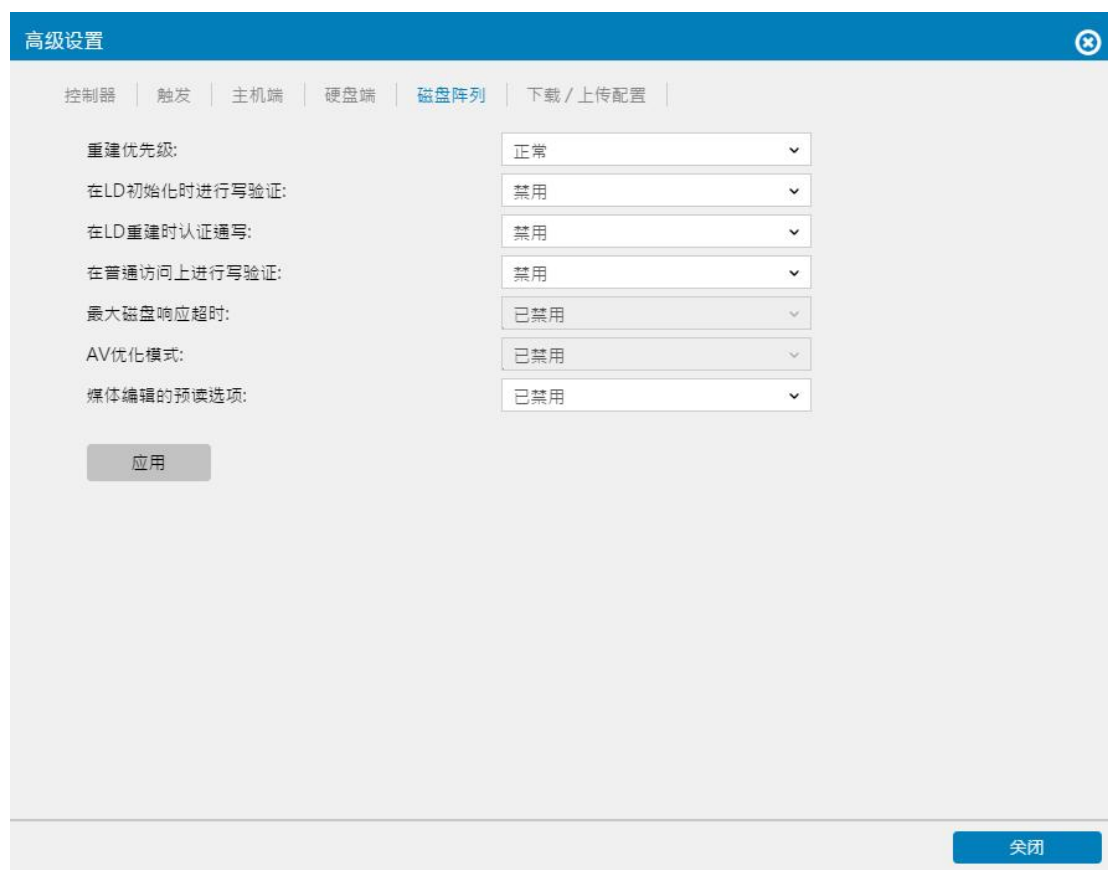 高级设置
控制器 触发 主机端 硬盘端 磁盘阵列 下载 / 上传配置
重建优先级: 正常
在LD初始化时进行写验证: 禁用
在LD重建时认证通写: 禁用
在普通访问上进行写验证: 禁用
最大磁盘响应超时: 已禁用
AV优化模式: 已禁用
媒体编辑的预读选项: 已禁用
应用
关闭